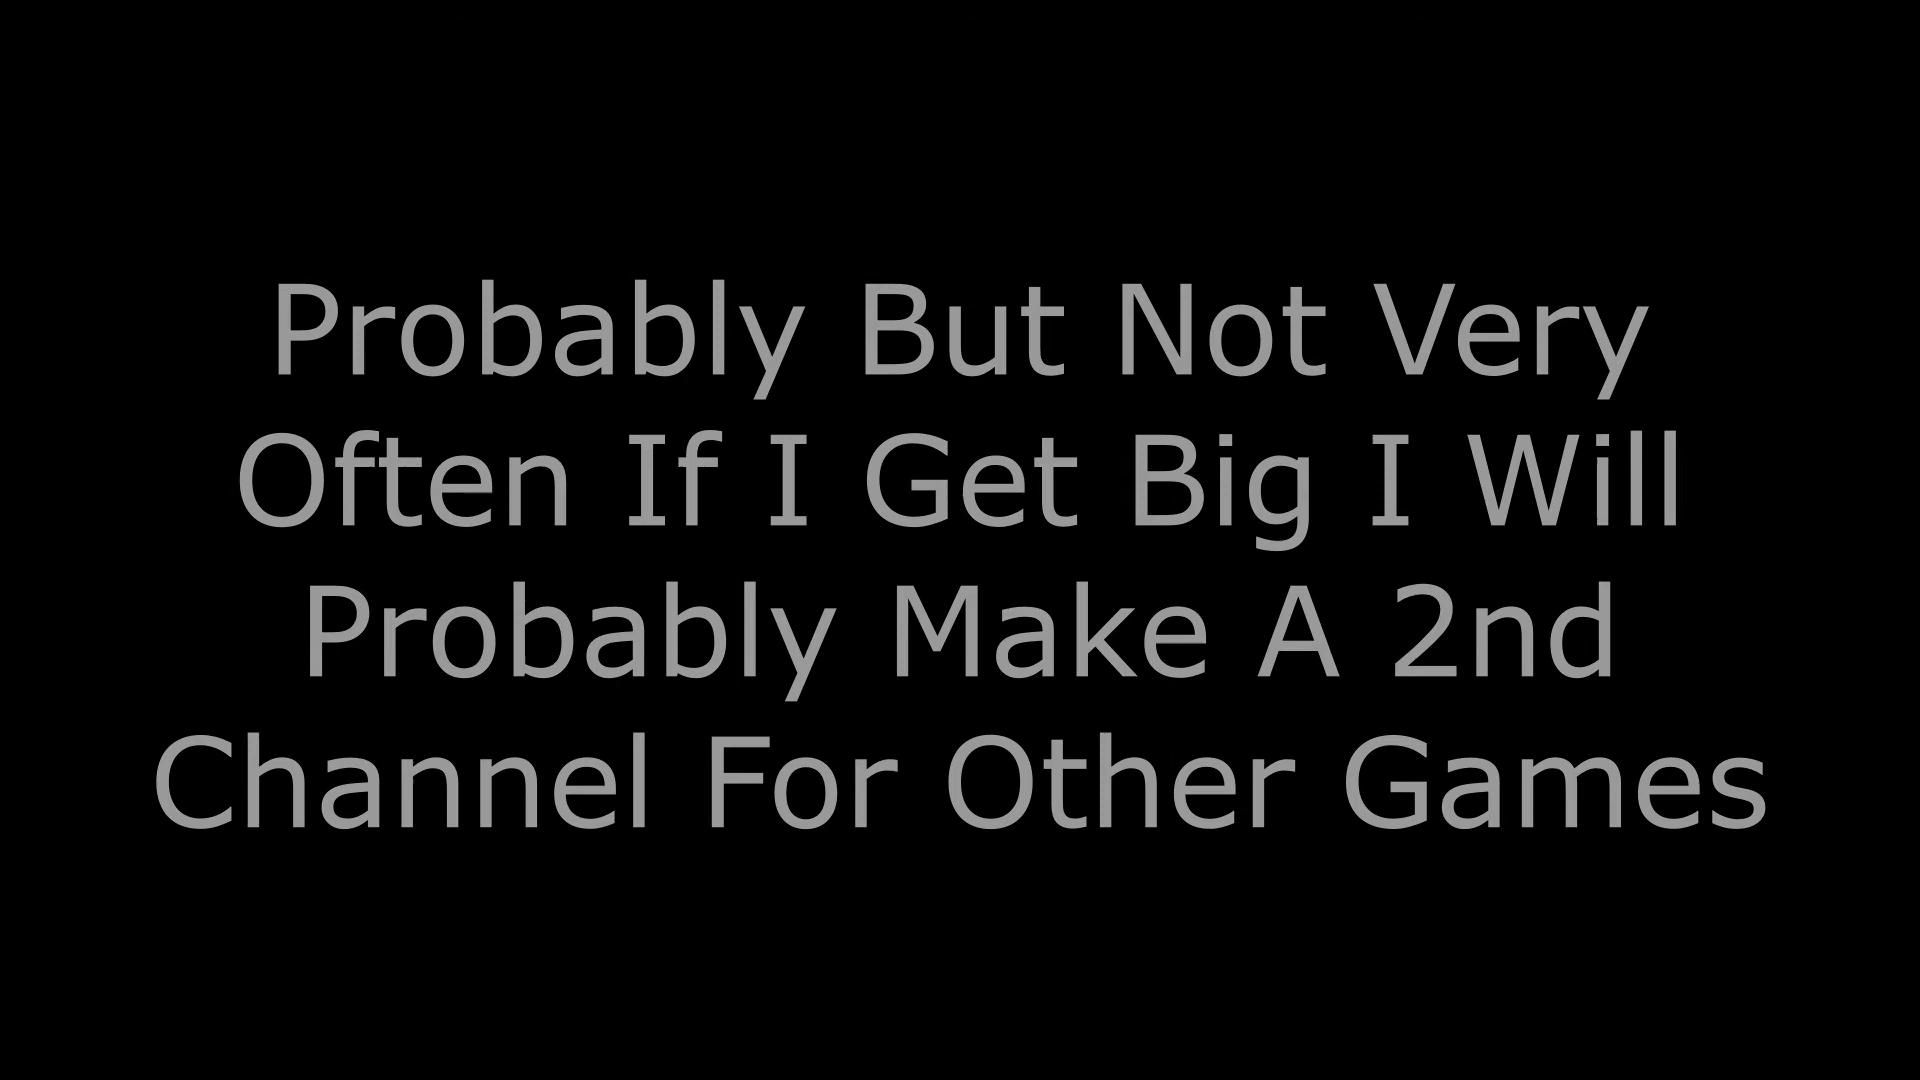 Probably But Not Very
Often If I Get Big I Will
Probably Make A 2nd
Channel For Other Games